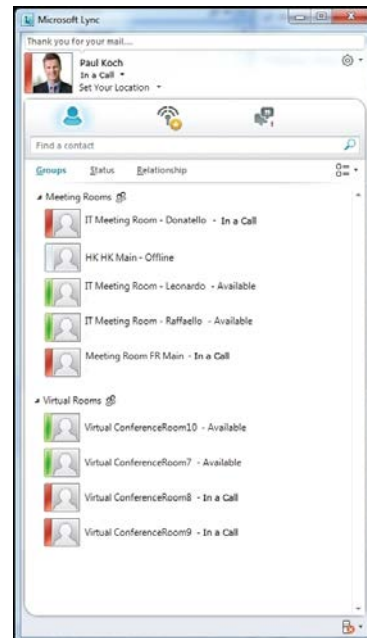 Microsoft Lync
Thank you for your mail....
Paul Koch
In a Call
Set Your Location
Find a contact
Groups Status Relationship
Meeting Rooms
IT Meeting Room - Donatello - In a Call
HK HK Main - Offline
IT Meeting Room - Leonardo - Available
IT Meeting Room - Raffaello - Available
Meeting Room FR Main - In a Call
Virtual Rooms
Virtual ConferenceRoom10 - Available
Virtual ConferenceRoom7 - Available
Virtual ConferenceRoom8 - In a Call
Virtual ConferenceRoom9 - In a Call